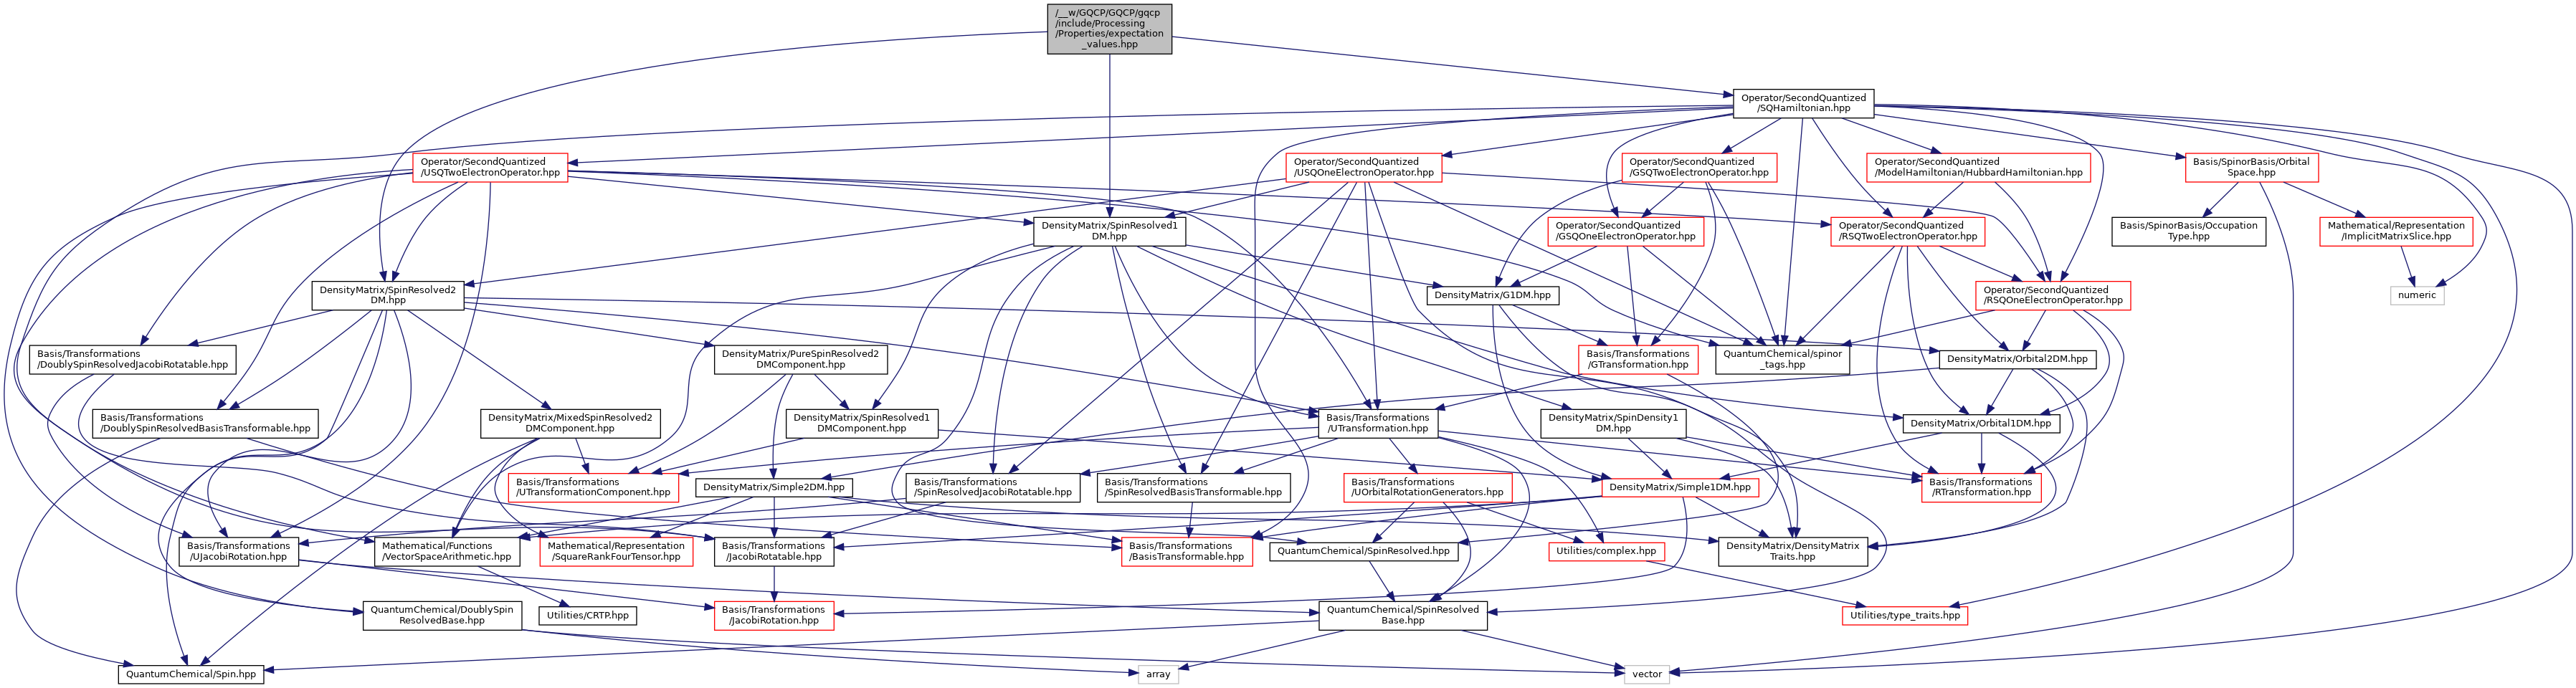 /__w/GQCP/GQCP/gqcp
/include/Processing
/Properties/expectation
_values.hpp
Operator/SecondQuantized
/SQHamiltonian.hpp
Operator/SecondQuantized
/USQTwoElectronOperator.hpp
Operator/SecondQuantized
/USQOneElectronOperator.hpp
Operator/SecondQuantized
/GSQTwoElectronOperator.hpp
Operator/SecondQuantized
/ModelHamiltonian/HubbardHamiltonian.hpp
Basis/SpinorBasis/Orbital
Space.hpp
DensityMatrix/SpinResolved1
DM.hpp
Operator/SecondQuantized
/GSQOneElectronOperator.hpp
Operator/SecondQuantized
/RSQTwoElectronOperator.hpp
Basis/SpinorBasis/Occupation
Type.hpp
Mathematical/Representation
/ImplicitMatrixSlice.hpp
DensityMatrix/SpinResolved2
DM.hpp
DensityMatrix/G1DM.hpp
Operator/SecondQuantized
/RSQOneElectronOperator.hpp
numeric
Basis/Transformations
/DoublySpinResolvedJacobiRotatable.hpp
DensityMatrix/PureSpinResolved2
DMComponent.hpp
Basis/Transformations
/GTransformation.hpp
QuantumChemical/spinor
_tags.hpp
DensityMatrix/Orbital2DM.hpp
Basis/Transformations
/DoublySpinResolvedBasisTransformable.hpp
DensityMatrix/MixedSpinResolved2
DMComponent.hpp
DensityMatrix/SpinResolved1
DMComponent.hpp
Basis/Transformations
/UTransformation.hpp
DensityMatrix/SpinDensity1
DM.hpp
DensityMatrix/Orbital1DM.hpp
Basis/Transformations
/UTransformationComponent.hpp
DensityMatrix/Simple2DM.hpp
Basis/Transformations
/SpinResolvedJacobiRotatable.hpp
Basis/Transformations
/SpinResolvedBasisTransformable.hpp
Basis/Transformations
/UOrbitalRotationGenerators.hpp
DensityMatrix/Simple1DM.hpp
Basis/Transformations
/RTransformation.hpp
Basis/Transformations
/UJacobiRotation.hpp
Mathematical/Functions
/VectorSpaceArithmetic.hpp
Mathematical/Representation
/SquareRankFourTensor.hpp
Basis/Transformations
/JacobiRotatable.hpp
Basis/Transformations
/BasisTransformable.hpp
QuantumChemical/SpinResolved.hpp
Utilities/complex.hpp
DensityMatrix/DensityMatrix
Traits.hpp
QuantumChemical/DoublySpin
ResolvedBase.hpp
Utilities/CRTP.hpp
Basis/Transformations
/JacobiRotation.hpp
QuantumChemical/SpinResolved
Base.hpp
Utilities/type_traits.hpp
QuantumChemical/Spin.hpp
array
vector